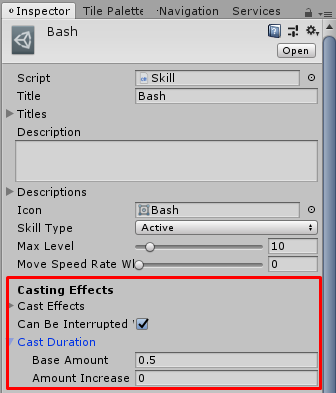 Inspector Tile Palette Navigation Services
Bash
Open
Script Skill
Title Bash
Titles
Description
Descriptions
Icon Bash
Skill Type Active
Max Level 10
Move Speed Rate Wh 0
Casting Effects
Cast Effects
Can Be Interrupted '
Cast Duration
Base Amount 0.5
Amount Increase 0